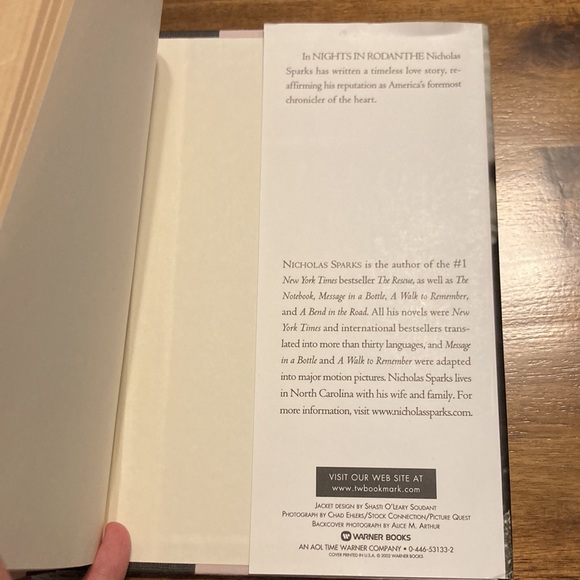 In NIGHTS IN RODANTHE Nicholas
Sparks has written a timeless love story, re-
affirming his reputation as America's foremost
chronicler of the heart.
NICHOLAS SPARKS is the author of the #1
New York Times bestseller The Rescue, as well as The
Notebook, Message in a Bottle, A Walk to Remember,
and A Bend in the Road. All his novels were New
York Times and international bestsellers trans-
lated into more than thirty languages, and Message
in a Bottle and A Walk to Remember were adapted
into major motion pictures. Nicholas Sparks lives
in North Carolina with his wife and family. For
more information, visit www.nicholassparks.com.
VISIT OUR WEB SITE AT
www.twbookmark.com
JACKET DESIGN BY SHASTI O'LEARY SOUDANT
PHOTOGRAPH BY CHAD EHLERS/STOCK CONNECTION/PICTURE QUEST
BACKCOVER PHOTOGRAPH BY ALICE M. ARTHUR
WARNER BOOKS
AN AOL TIME WARNER COMPANY • 0-446-53133-2
COVER PRINTED IN U.S.A. © 2002 WARNER BOOKS